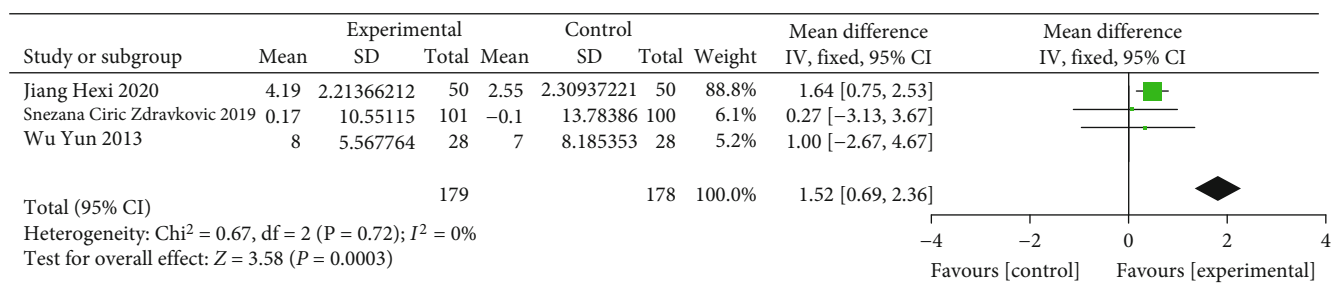 Experimental Control Mean difference Mean difference
Study or subgroup Mean SD Total Mean SD Total Weight IV, fixed, 95% CI IV, fixed, 95% CI
Jiang Hexi 2020 4.19 2.21366212 50 2.55 2.30937221 50 88.8% 1.64 [0.75, 2.53]
Snezana Ciric Zdravkovic 2019 0.17 10.55115 101 −0.1 13.78386 100 6.1% 0.27 [−3.13, 3.67]
Wu Yun 2013 8 5.567764 28 7 8.185353 28 5.2% 1.00 [−2.67, 4.67]
179 178 100.0% 1.52 [0.69, 2.36]
Total (95% CI)
Heterogeneity: Chi² = 0.67, df = 2 (P = 0.72); I² = 0%
Test for overall effect: Z = 3.58 (P = 0.0003)
−4 −2 0 2 4
Favours [control] Favours [experimental]